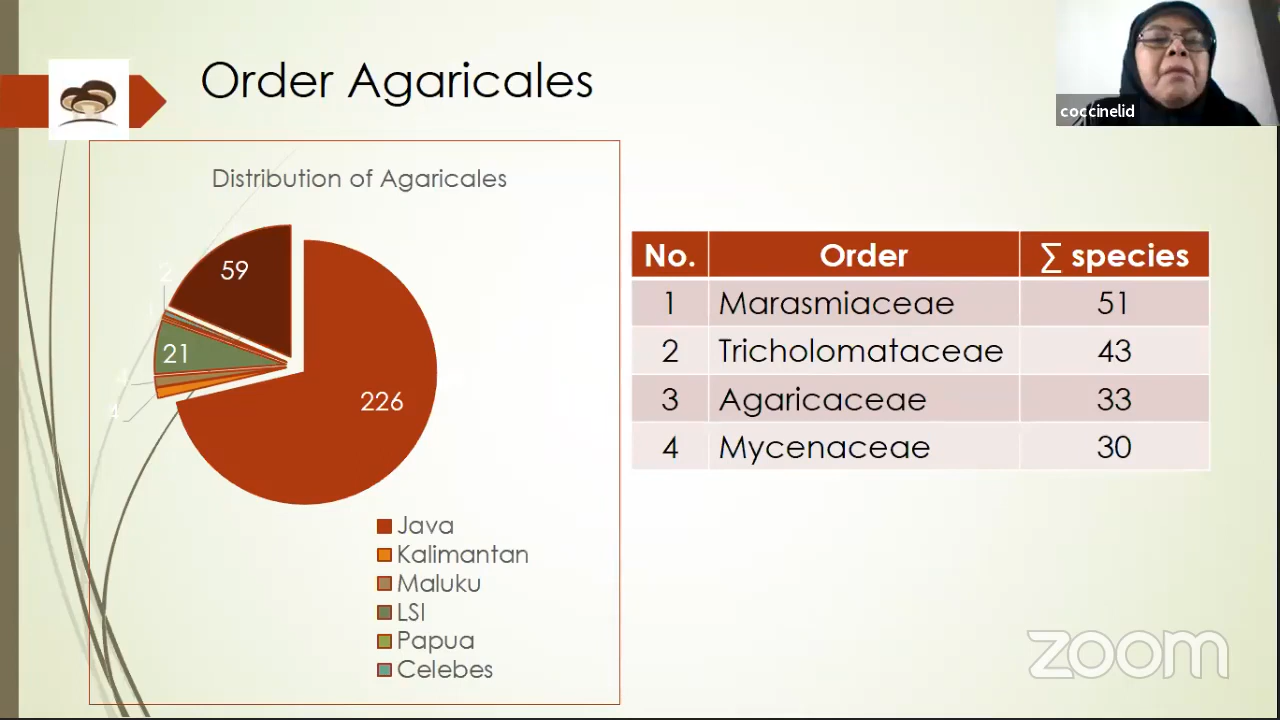 Order Agaricales
coccinelid
Distribution of Agaricales
2
59
21
4
226
4
No. Order ∑ species
1 Marasmiaceae 51
2 Tricholomataceae 43
3 Agaricaceae 33
4 Mycenaceae 30
Java
Kalimantan
Maluku
LSI
Papua
Celebes
zoom